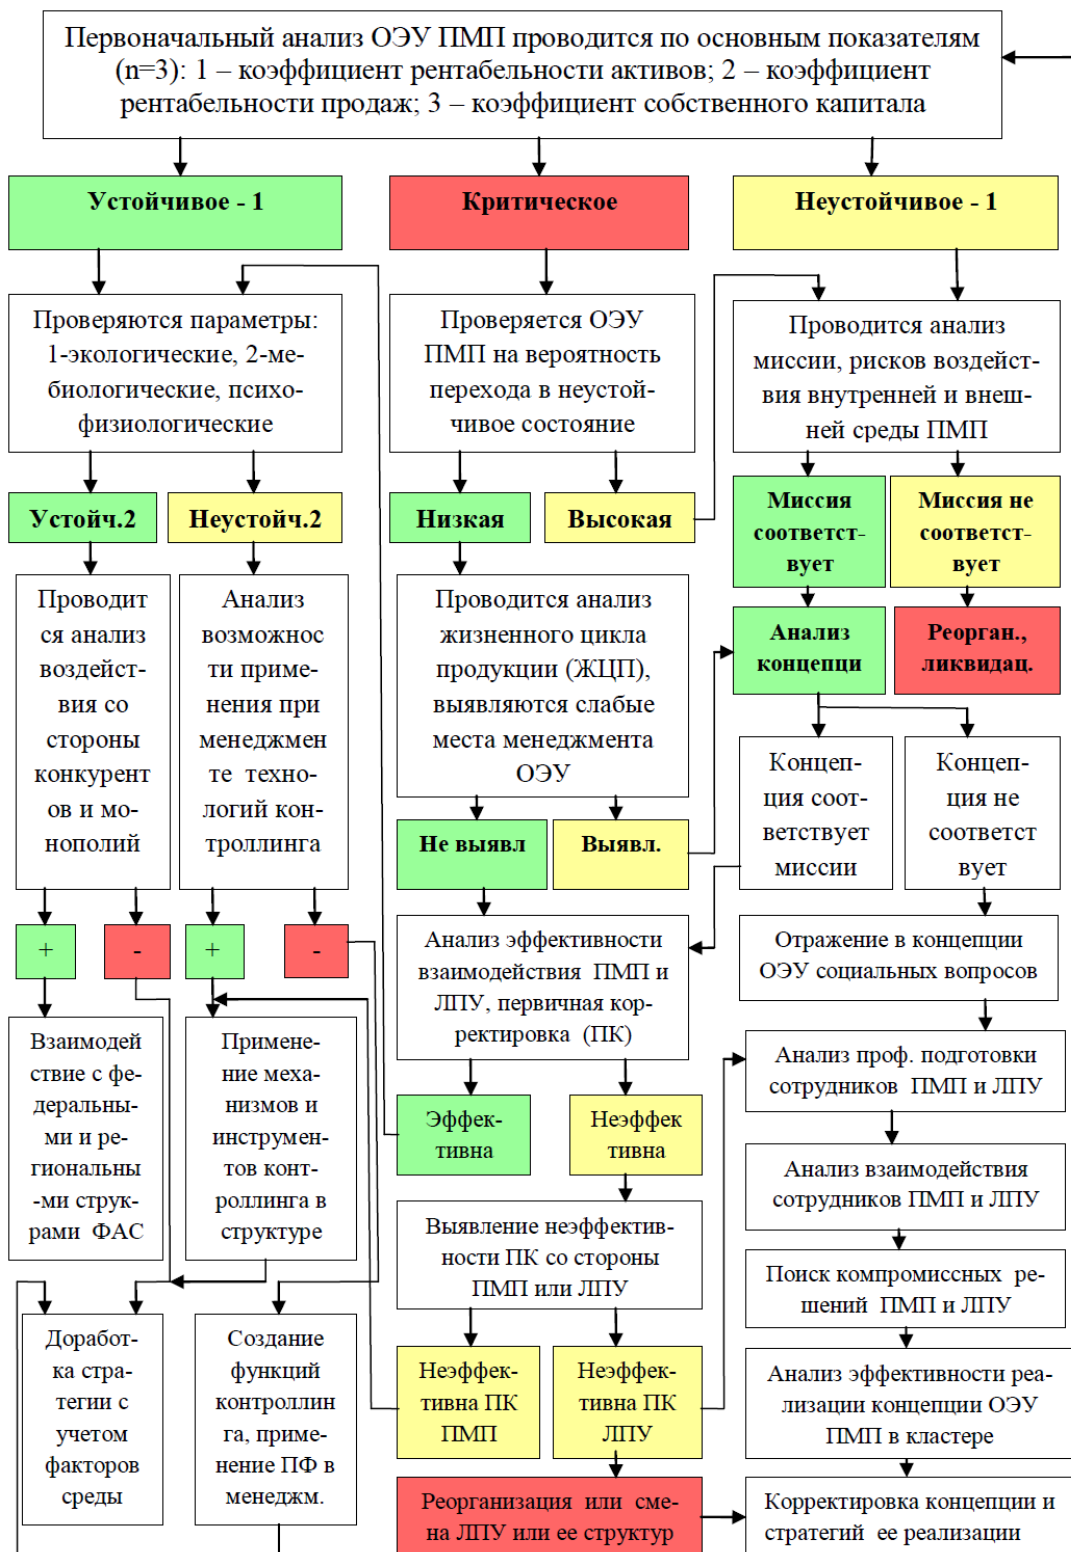 Первоначальный анализ ОЭУ ПМП проводится по основным показателям
(n=3): 1 – коэффициент рентабельности активов; 2 – коэффициент
рентабельности продаж; 3 – коэффициент собственного капитала
Устойчивое - 1
Критическое
Неустойчивое - 1
Проверяются параметры:
1-экологические, 2-ме-
биологические, психо-
физиологические
Проверяется ОЭУ
ПМП на вероятность
перехода в неустой-
чивое состояние
Проводится анализ
миссии, рисков воздейст-
вия внутренней и внеш-
ней среды ПМП
Устойч.2
Неустойч.2
Низкая
Высокая
Миссия
соответст-
вует
Миссия не
соответст-
вует
Проводит
ся анализ
воздейст-
вия со
стороны
конкурент
ов и мо-
нополий
Анализ
возможнос
ти приме-
нения при
менеджмен
те техно-
логий кон-
троллинга
Проводится анализ
жизненного цикла
продукции (ЖЦП),
выявляются слабые
места менеджмента
ОЭУ
Анализ
концепци
Реорган.,
ликвидац.
Не выявл
Выявл.
Концеп-
ция соот-
ветствует
миссии
Концеп-
ция не
соответст
вует
+
-
+
-
Анализ эффективности
взаимодействия ПМП и
ЛПУ, первичная кор-
ректировка (ПК)
Отражение в концепции
ОЭУ социальных вопросов
Взаимодей
ствие с фе-
деральны-
ми и ре-
гиональны
-ми струк-
рами ФАС
Примене-
ние меха-
низмов и
инструмен-
тов конт-
роллинга в
структуре
Эффек-
тивна
Неэффек
тивна
Анализ проф. подготовки
сотрудников ПМП и ЛПУ
Анализ взаимодействия
сотрудников ПМП и ЛПУ
Выявление неэффектив-
ности ПК со стороны
ПМП или ЛПУ
Поиск компромиссных ре-
шений ПМП и ЛПУ
Доработ-
ка стра-
тегии с
учетом
факторов
среды
Создание
функций
контроллин
га, приме-
нение ПФ в
менеджм.
Неэффек-
тивна ПК
ПМП
Неэффек-
тивна ПК
ЛПУ
Анализ эффективности реа-
лизации концепции ОЭУ
ПМП в кластере
Реорганизация или сме-
на ЛПУ или ее структур
Корректировка концепции и
стратегий ее реализации